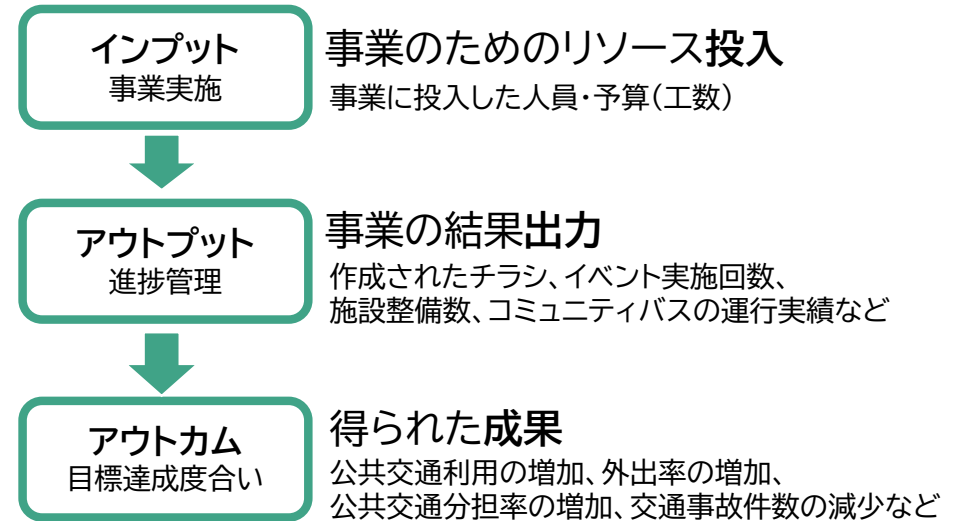 インプット
事業実施
事業のためのリソース投入
事業に投入した人員・予算（工数）
アウトプット
進捗管理
事業の結果出力
作成されたチラシ、イベント実施回数、
施設整備数、コミュニティバスの運行実績など
アウトカム
目標達成度合い
得られた成果
公共交通利用の増加、外出率の増加、
公共交通分担率の増加、交通事故件数の減少など